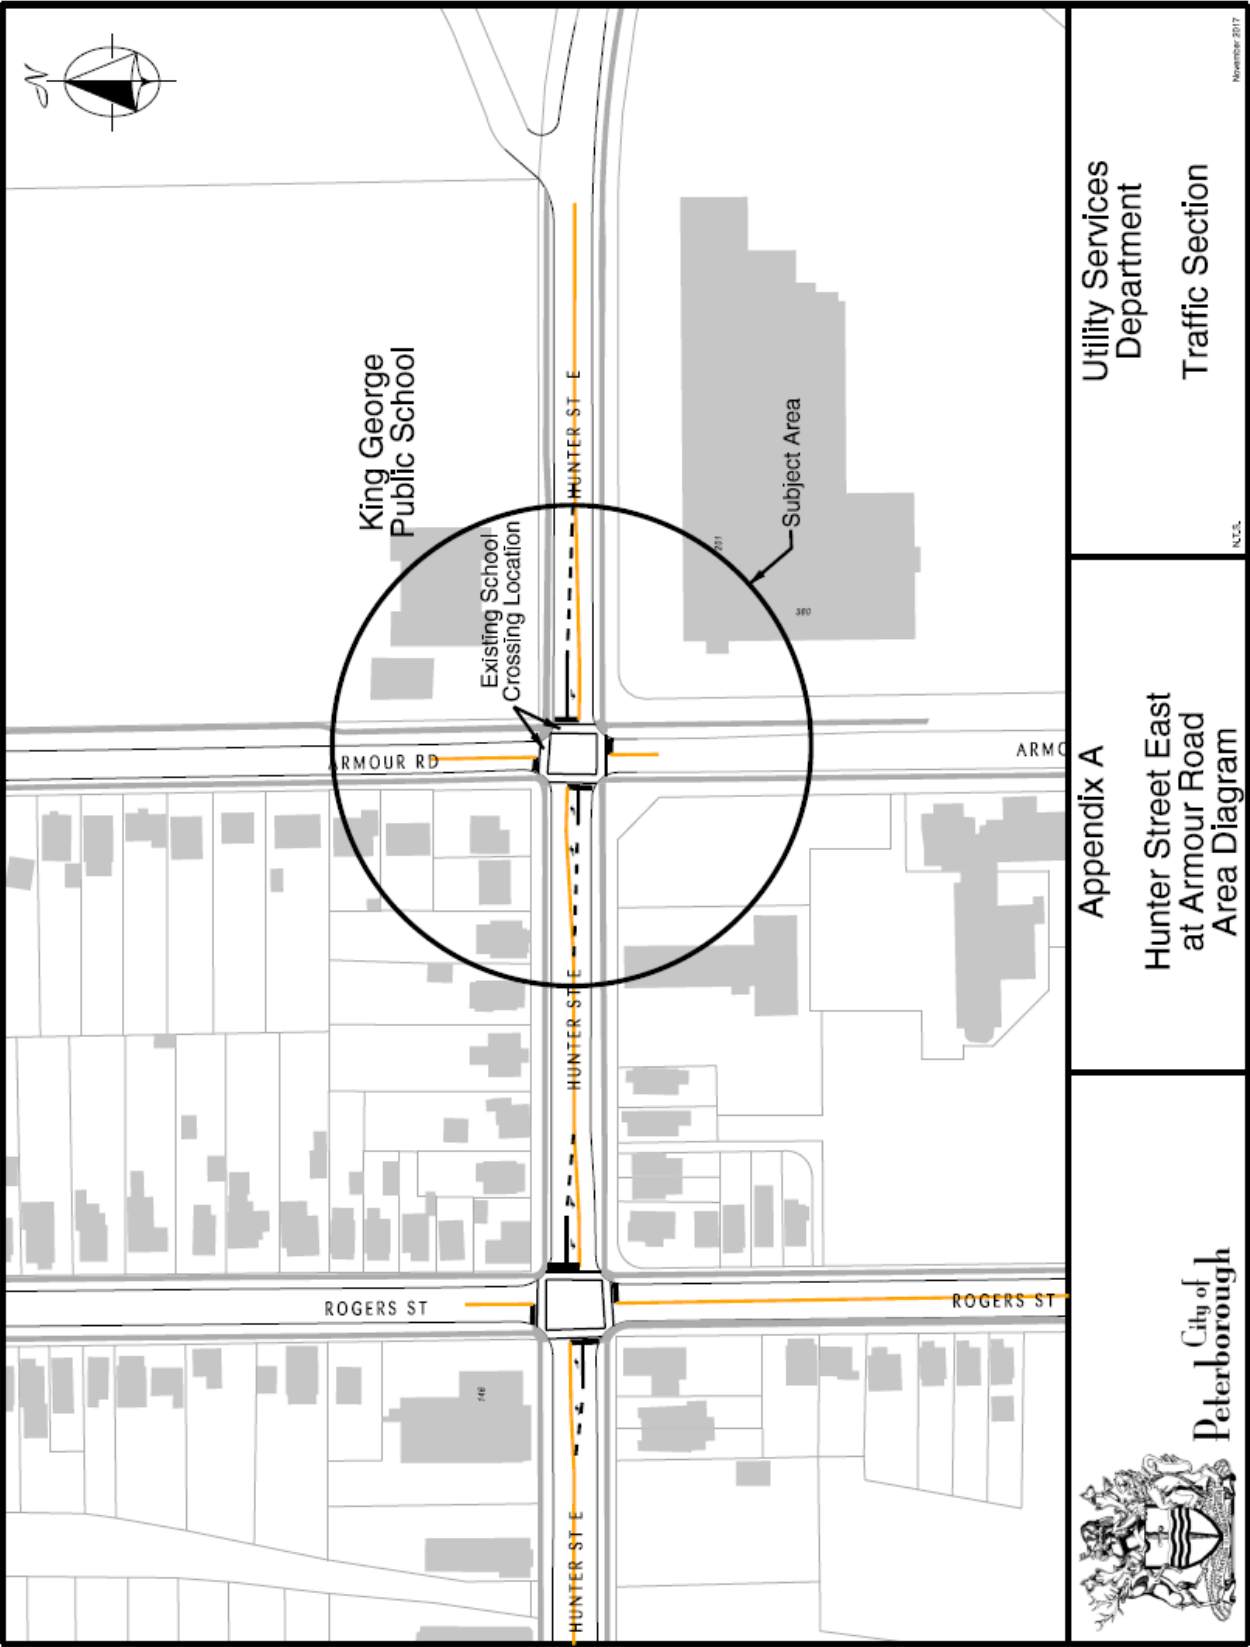 N
King George
Public School
Existing School
Crossing Location
Subject Area
HUNTER ST E
HUNTER ST E
HUNTER ST E
ARMOUR RD
ARMO
ROGERS ST
ROGERS ST
201
380
146
City of
Peterborough
Appendix A
Hunter Street East
at Armour Road
Area Diagram
Utility Services
Department
Traffic Section
N.T.S.
November 2017